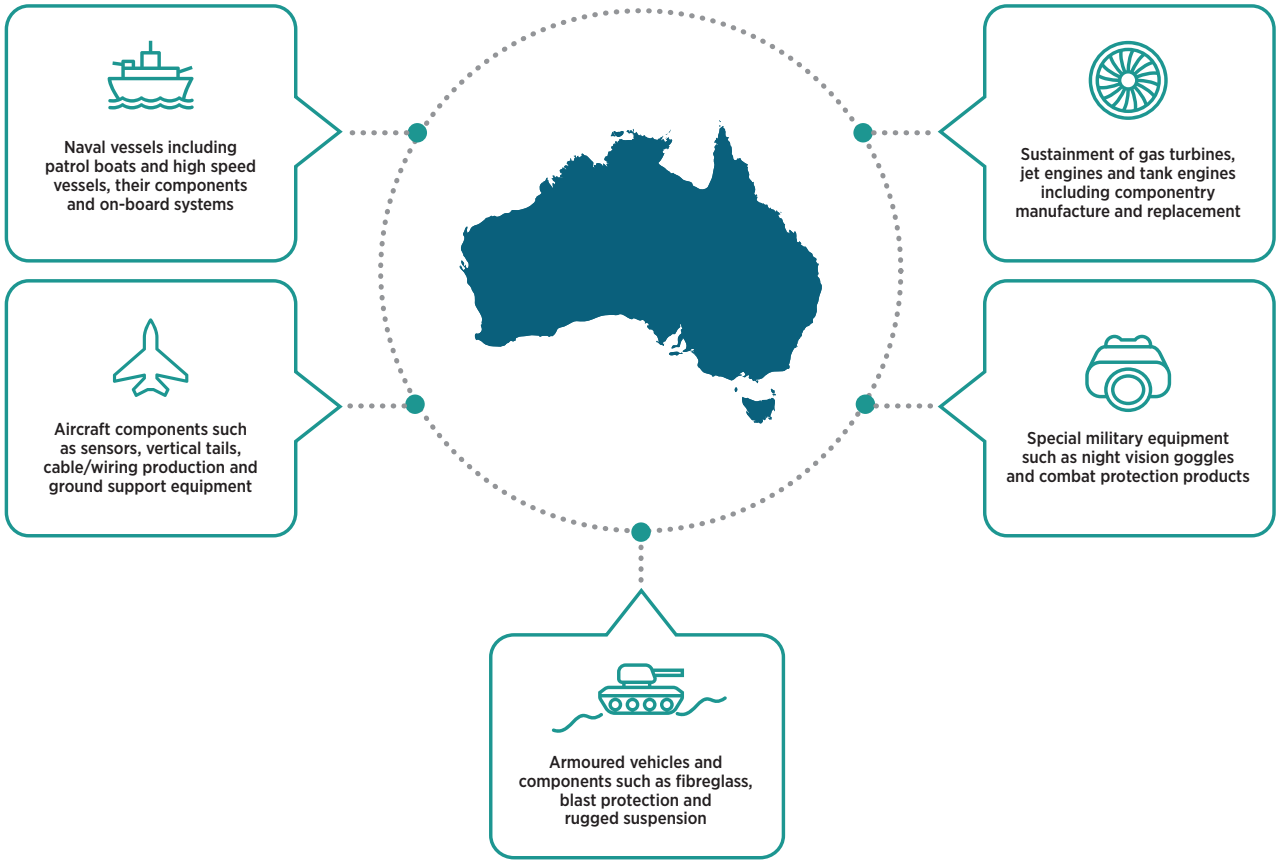 Naval vessels including
patrol boats and high speed
vessels, their components
and on-board systems
Sustainment of gas turbines,
jet engines and tank engines
including componentry
manufacture and replacement
Aircraft components such
as sensors, vertical tails,
cable/wiring production and
ground support equipment
Special military equipment
such as night vision goggles
and combat protection products
Armoured vehicles and
components such as fibreglass,
blast protection and
rugged suspension